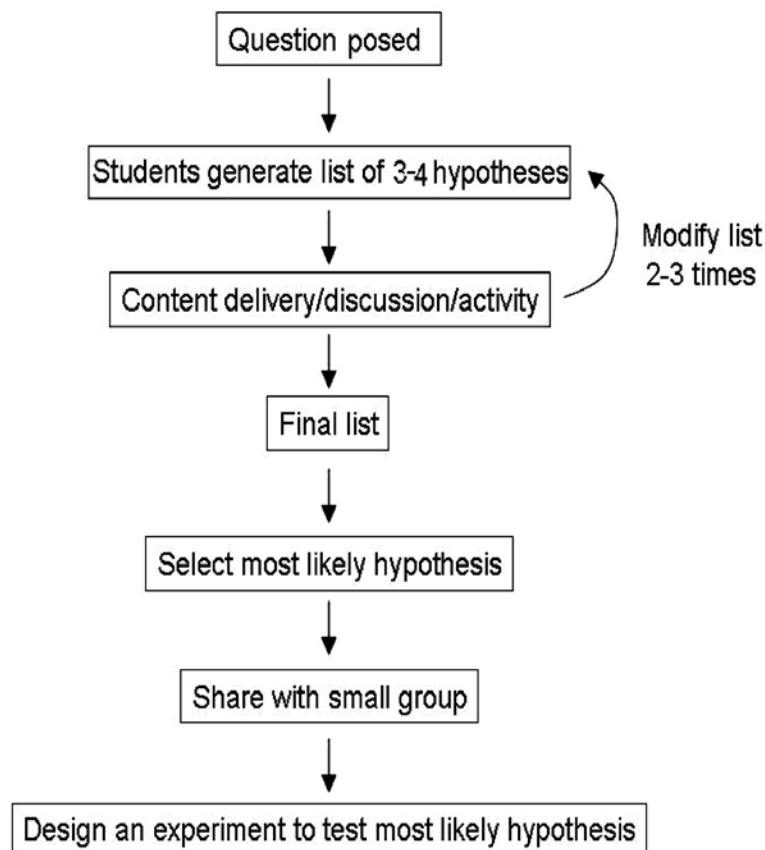 Question posed
Students generate list of 3-4 hypotheses
Modify list
2-3 times
Content delivery/discussion/activity
Final list
Select most likely hypothesis
Share with small group
Design an experiment to test most likely hypothesis